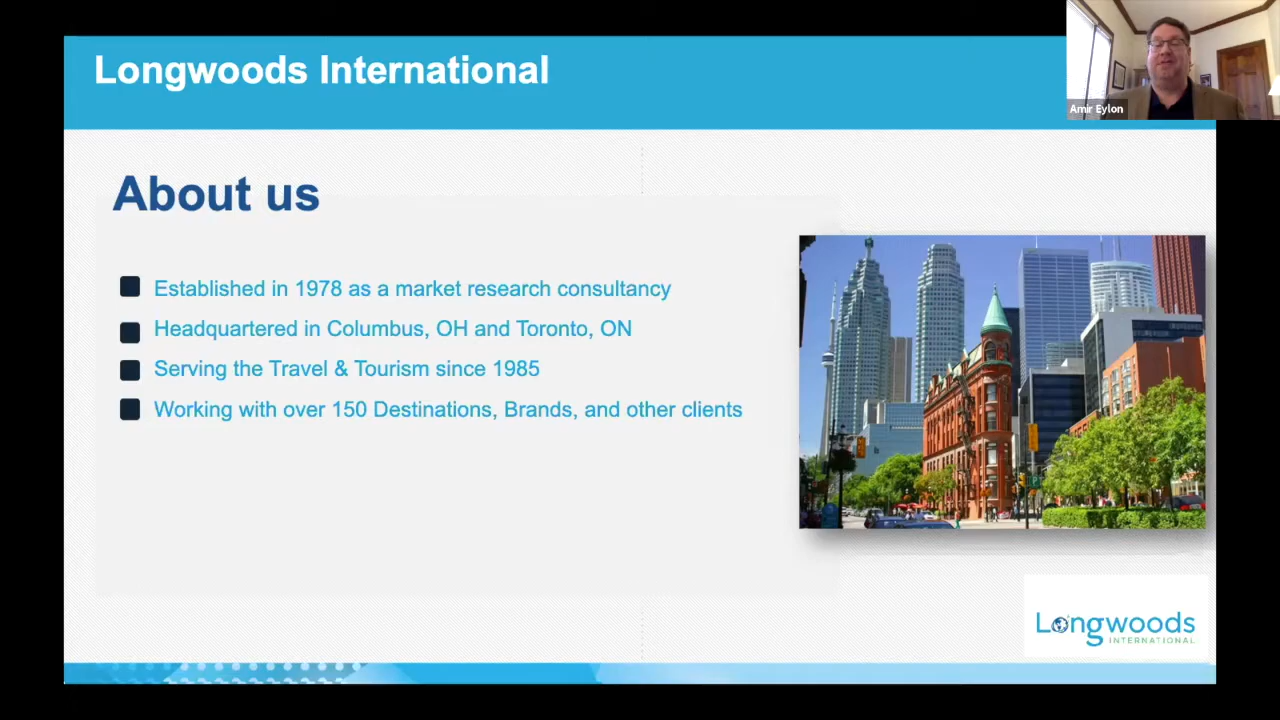 Longwoods International
Amir Eylon
About us
Established in 1978 as a market research consultancy
Headquartered in Columbus, OH and Toronto, ON
Serving the Travel & Tourism since 1985
Working with over 150 Destinations, Brands, and other clients
Longwoods
INTERNATIONAL